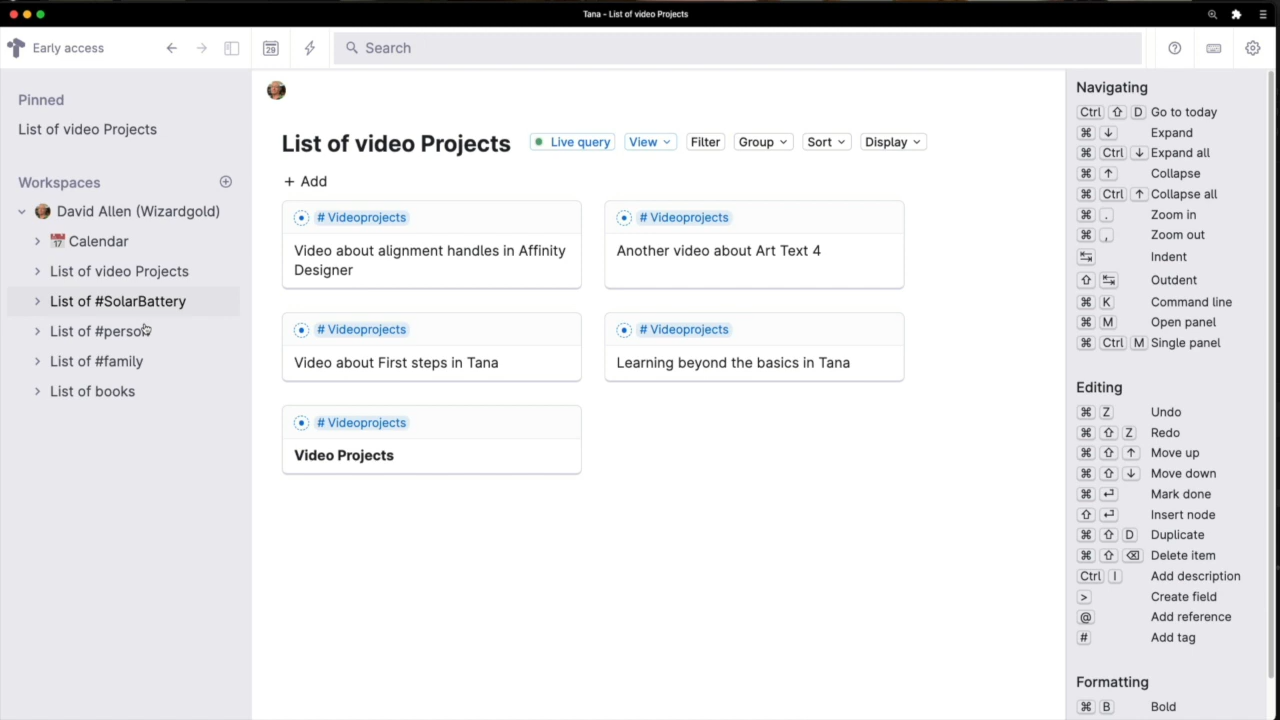 Tana - List of video Projects
Early access
29
Search
Pinned
List of video Projects
Workspaces
David Allen (Wizardgold)
Calendar
List of video Projects
List of #SolarBattery
List of #person
List of #family
List of books
List of video Projects
Live query
View
Filter
Group
Sort
Display
+ Add
# Videoprojects
Video about alignment handles in Affinity
Designer
# Videoprojects
Another video about Art Text 4
# Videoprojects
Video about First steps in Tana
# Videoprojects
Learning beyond the basics in Tana
# Videoprojects
Video Projects
Navigating
Ctrl ⇧ D Go to today
⌘ ↓ Expand
⌘ Ctrl ↓ Expand all
⌘ ↑ Collapse
⌘ Ctrl ↑ Collapse all
⌘ . Zoom in
⌘ , Zoom out
↹ Indent
⇧ ↹ Outdent
⌘ K Command line
⌘ M Open panel
⌘ Ctrl M Single panel
Editing
⌘ Z Undo
⌘ ⇧ Z Redo
⌘ ⇧ ↑ Move up
⌘ ⇧ ↓ Move down
⌘ ⏎ Mark done
⇧ ⏎ Insert node
⌘ ⇧ D Duplicate
⌘ ⇧ ⌫ Delete item
Ctrl I Add description
> Create field
@ Add reference
# Add tag
Formatting
⌘ B Bold